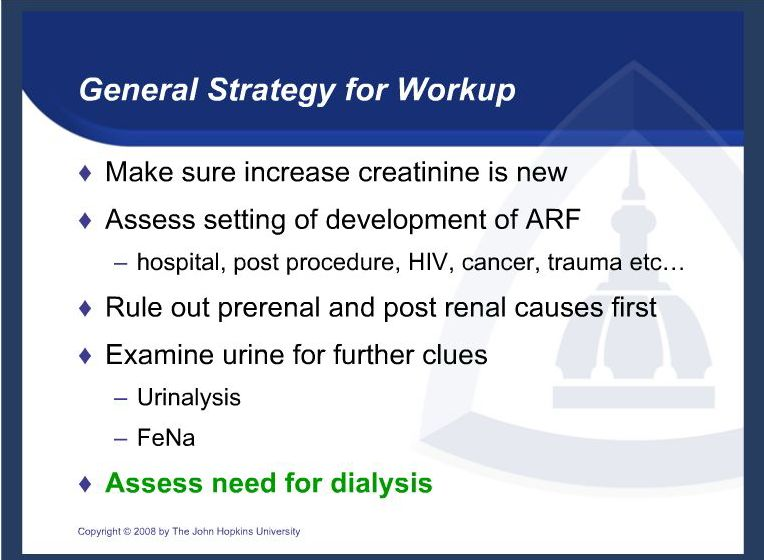 General Strategy for Workup
♦ Make sure increase creatinine is new
♦ Assess setting of development of ARF
– hospital, post procedure, HIV, cancer, trauma etc…
♦ Rule out prerenal and post renal causes first
♦ Examine urine for further clues
– Urinalysis
– FeNa
♦ Assess need for dialysis
Copyright © 2008 by The John Hopkins University